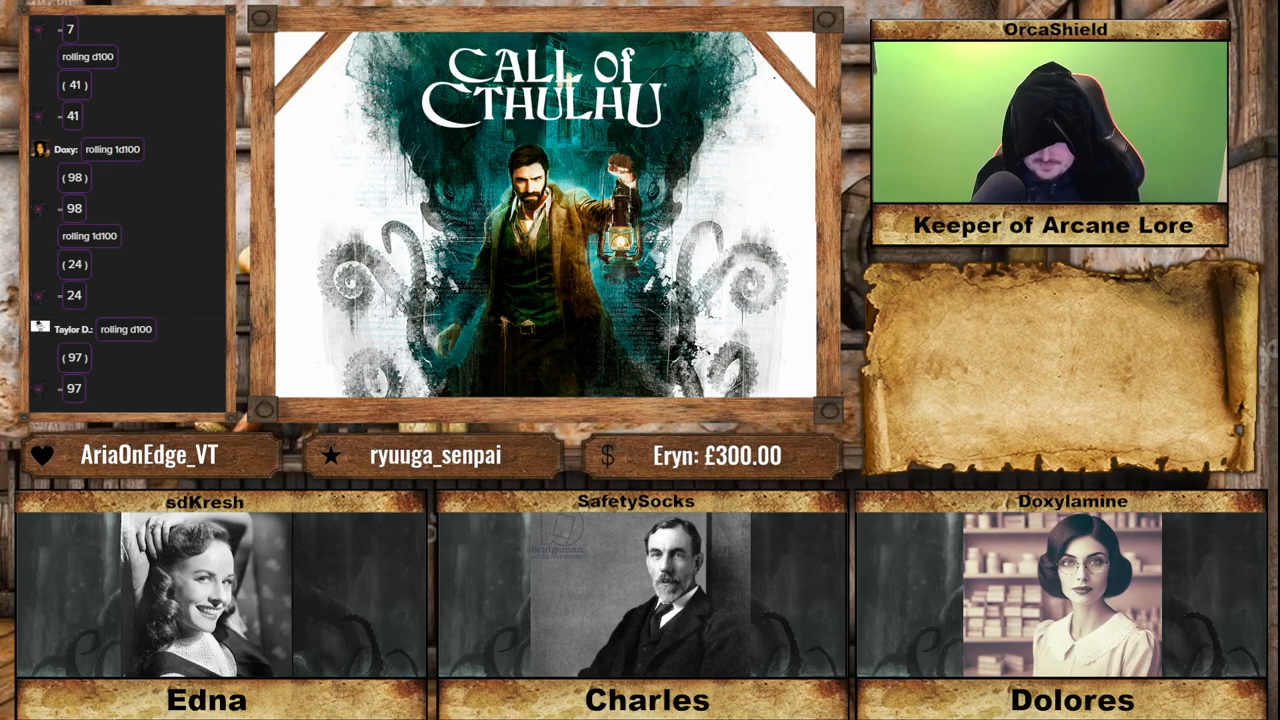 = 7
rolling d100
( 41 )
= 41
Doxy: rolling 1d100
( 98 )
= 98
rolling 1d100
( 24 )
= 24
Taylor D.: rolling d100
( 97 )
= 97
CALL of
CTHULHU
OrcaShield
Keeper of Arcane Lore
AriaOnEdge_VT
ryuuga_senpai
$ Eryn: £300.00
sdKresh
Edna
SafetySocks
bridgeman
Charles
Doxylamine
Dolores